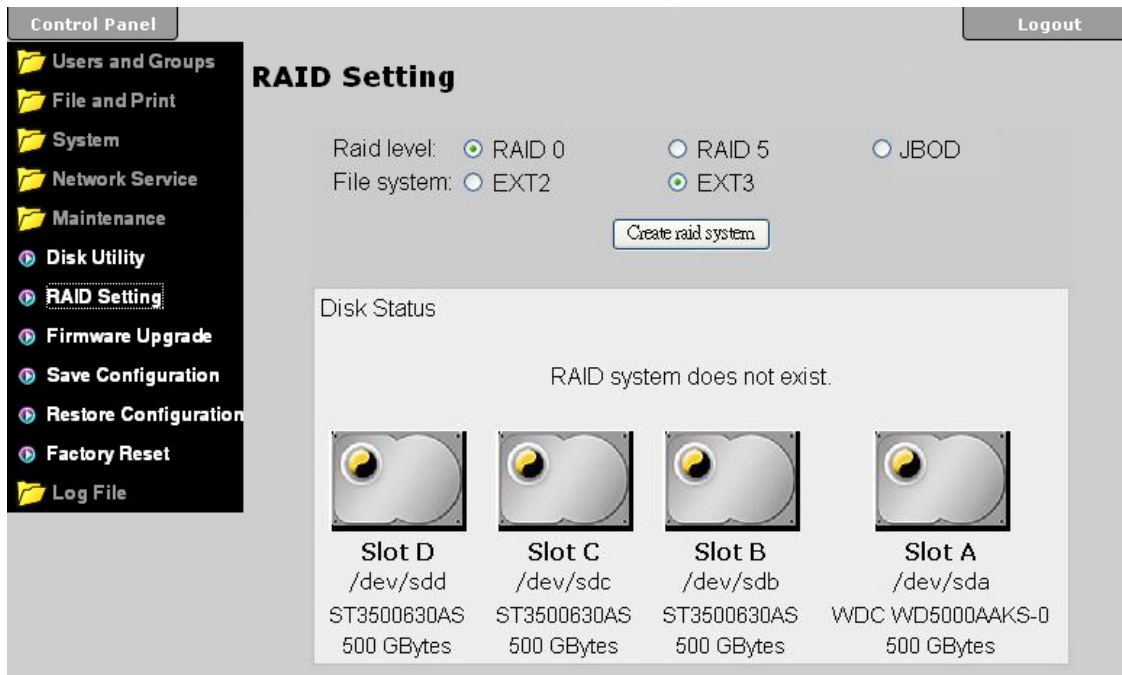 Control Panel
Logout
Users and Groups
File and Print
System
Network Service
Maintenance
Disk Utility
RAID Setting
Firmware Upgrade
Save Configuration
Restore Configuration
Factory Reset
Log File
RAID Setting
Raid level: RAID 0 RAID 5 JBOD
File system: EXT2 EXT3
Create raid system
Disk Status
RAID system does not exist.
Slot D Slot C Slot B Slot A
/dev/sdd /dev/sdc /dev/sdb /dev/sda
ST3500630AS ST3500630AS ST3500630AS WDC WD5000AAKS-0
500 GBytes 500 GBytes 500 GBytes 500 GBytes